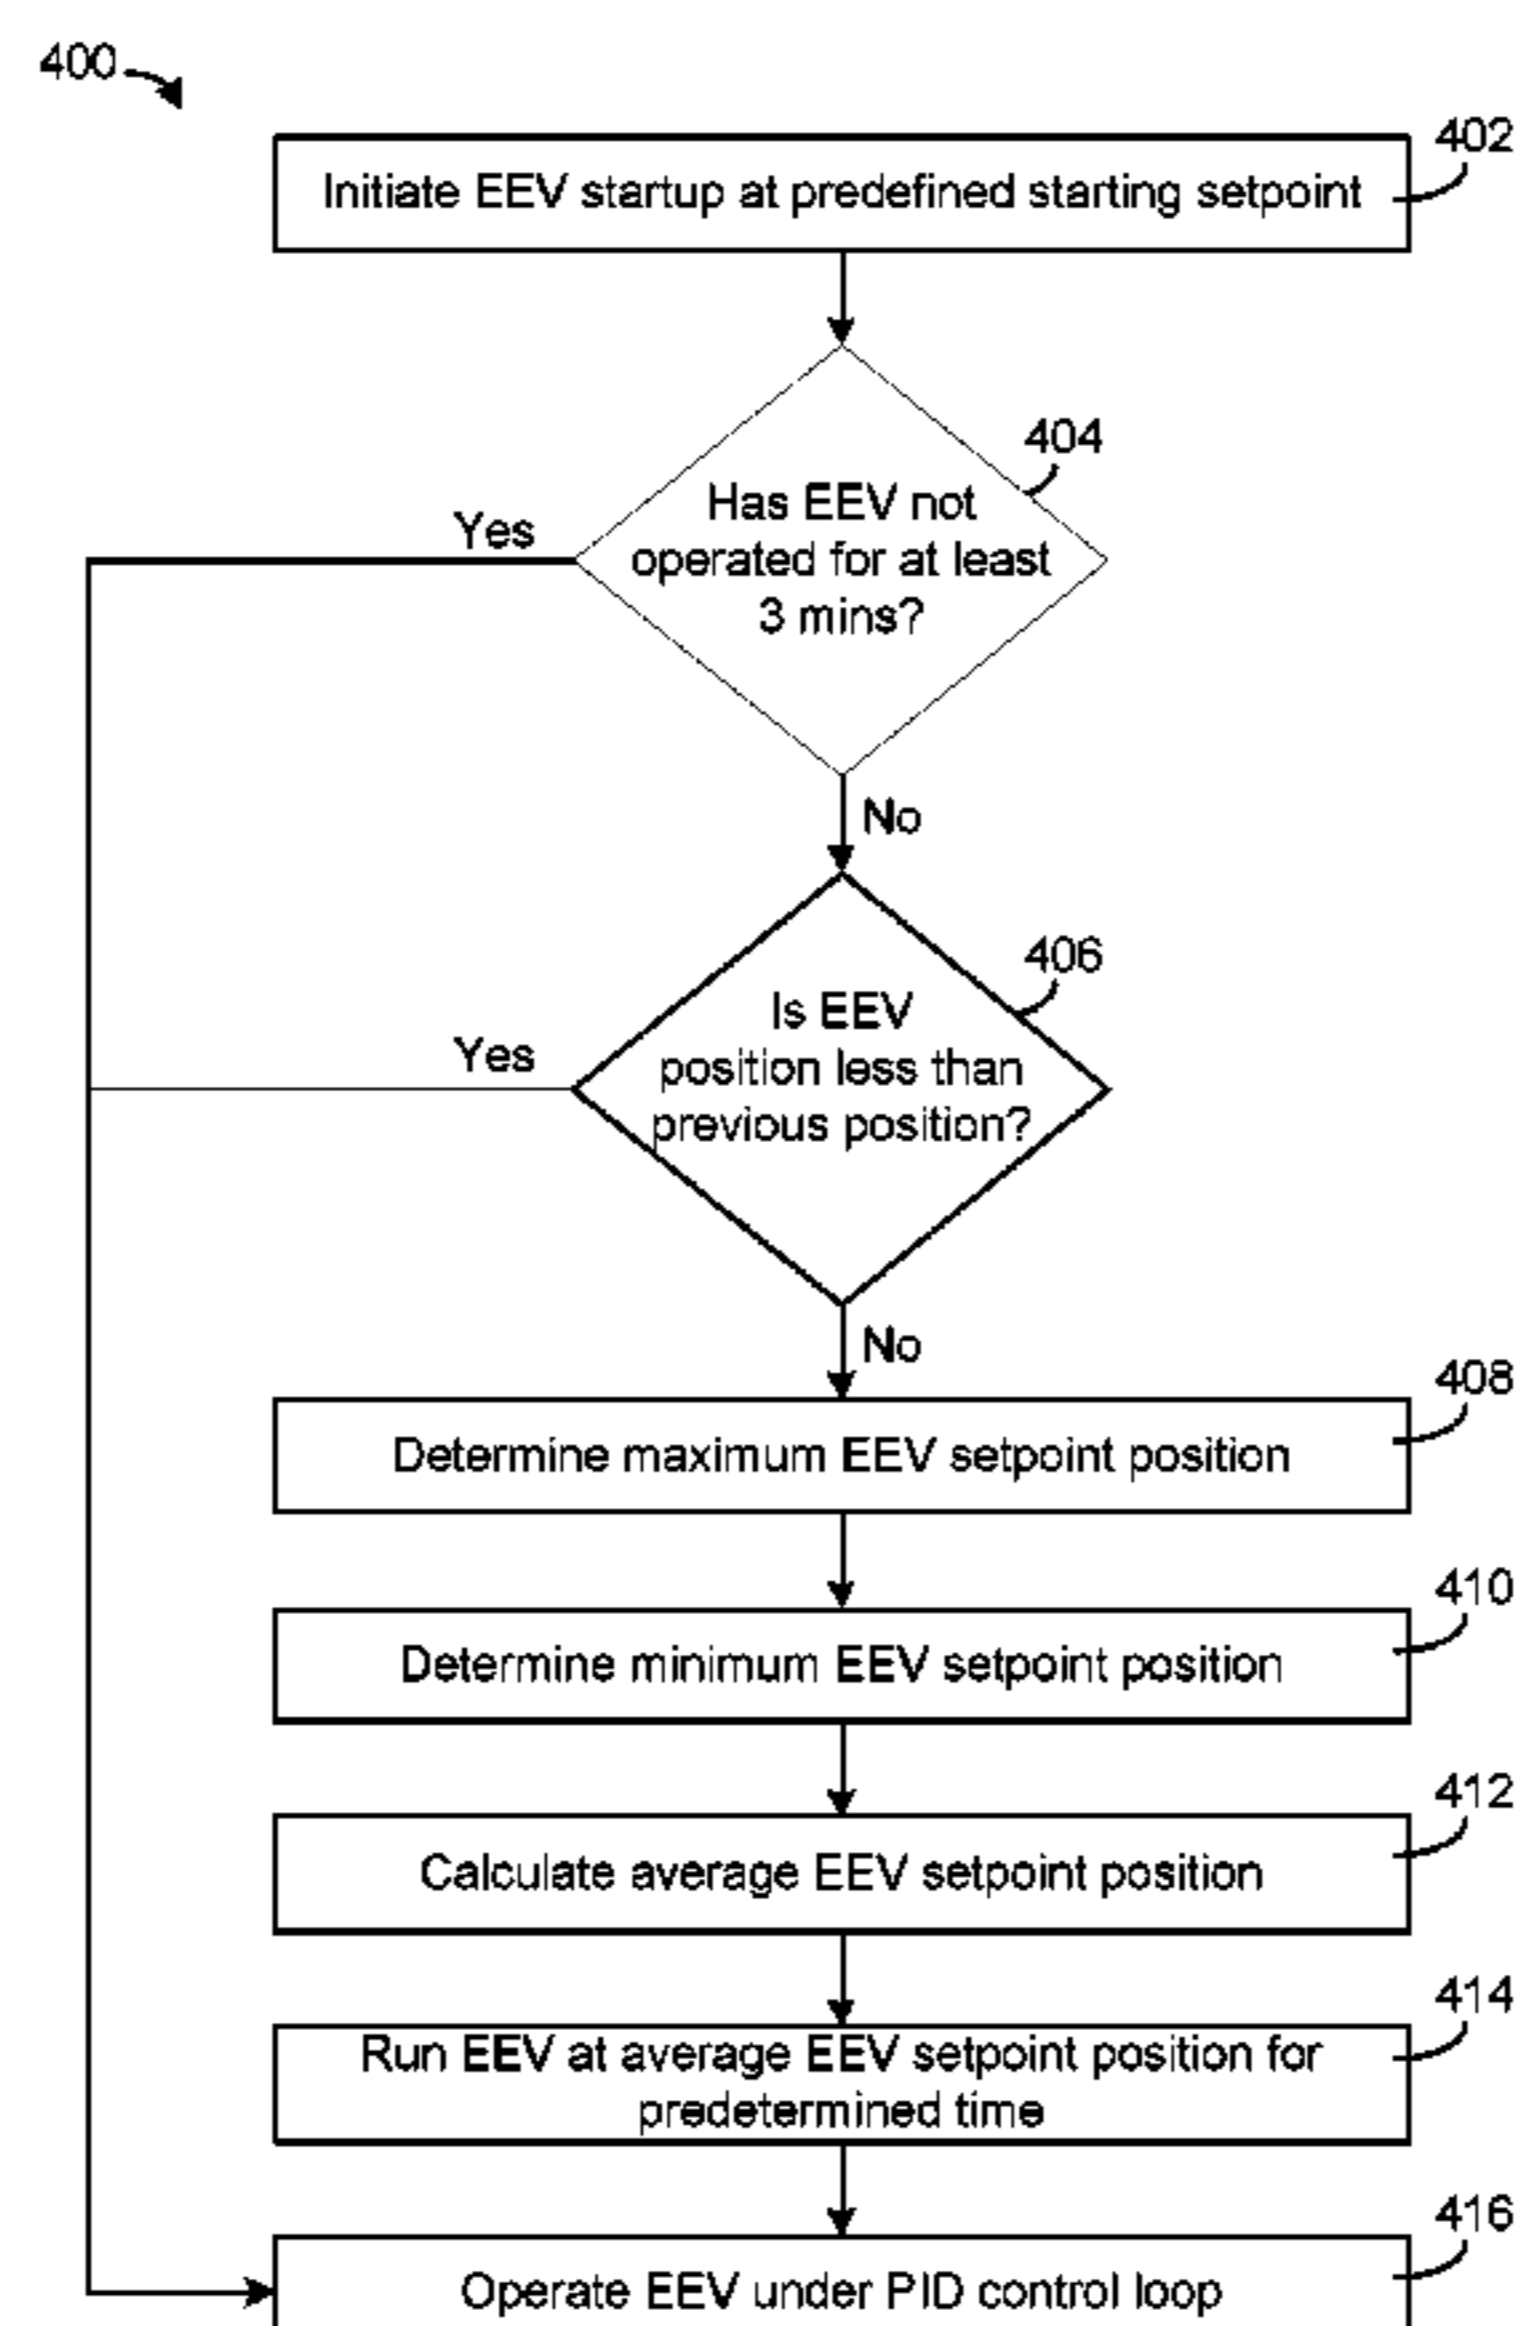 400
402
Initiate EEV startup at predefined starting setpoint
404
Has EEV not
operated for at least
3 mins?
Yes
No
406
Is EEV
position less than
previous position?
Yes
No
408
Determine maximum EEV setpoint position
410
Determine minimum EEV setpoint position
412
Calculate average EEV setpoint position
414
Run EEV at average EEV setpoint position for
predetermined time
416
Operate EEV under PID control loop